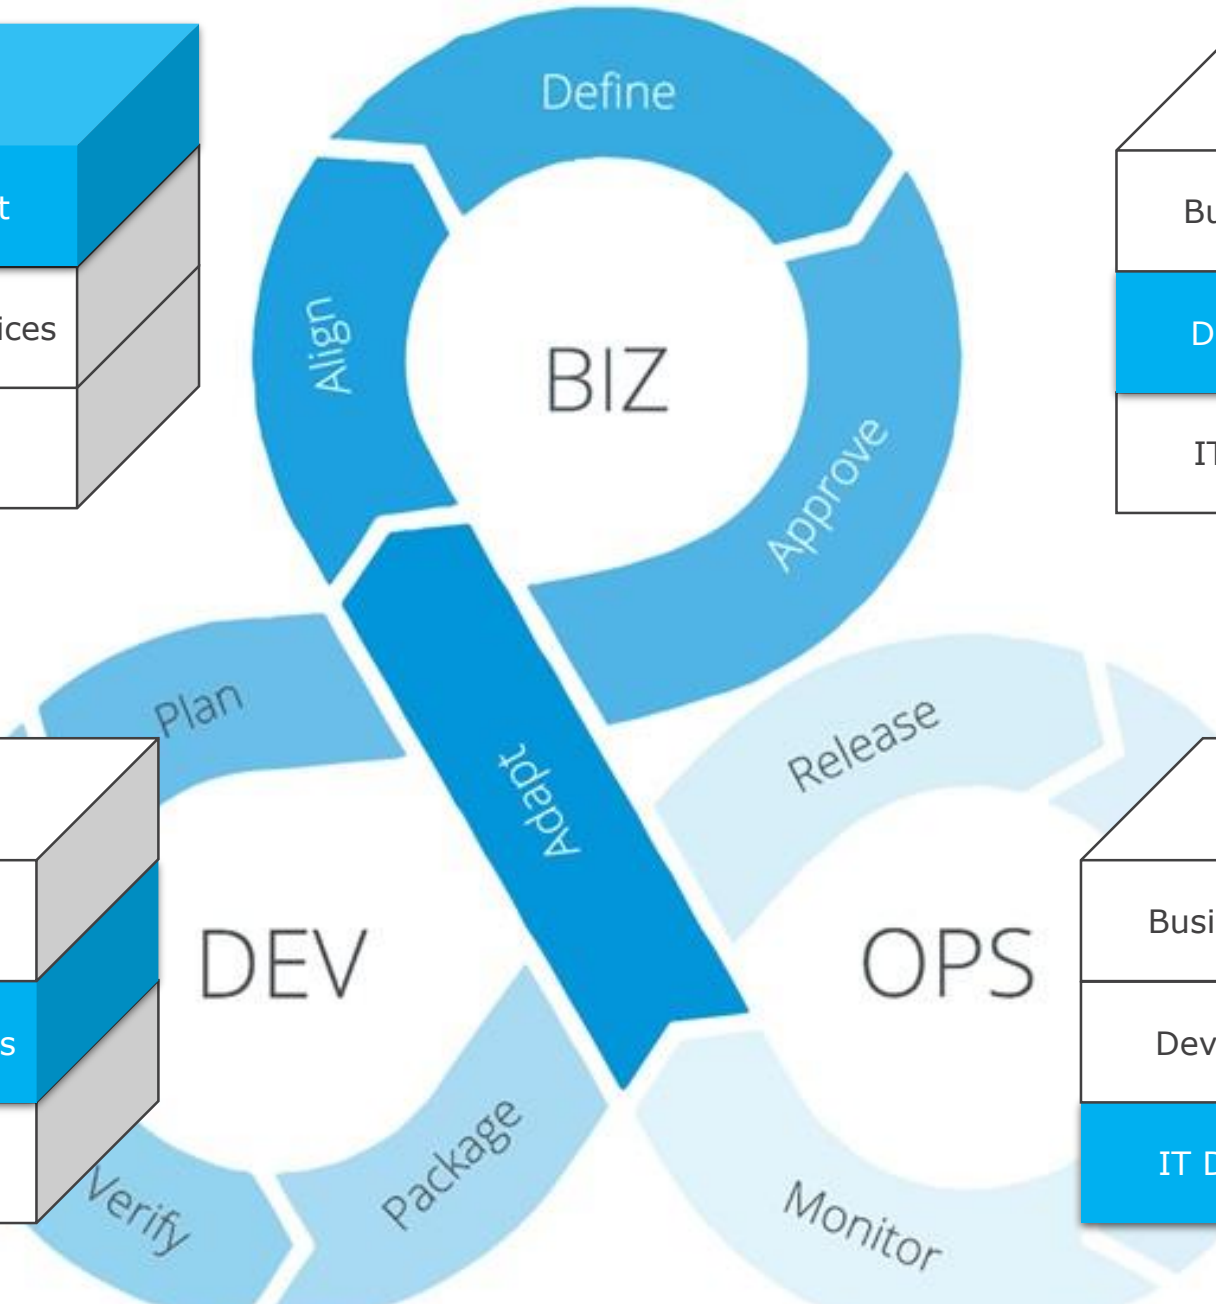 Define
Align
BIZ
Approve
Plan
Adapt
Release
DEV
OPS
Verify
Package
Monitor